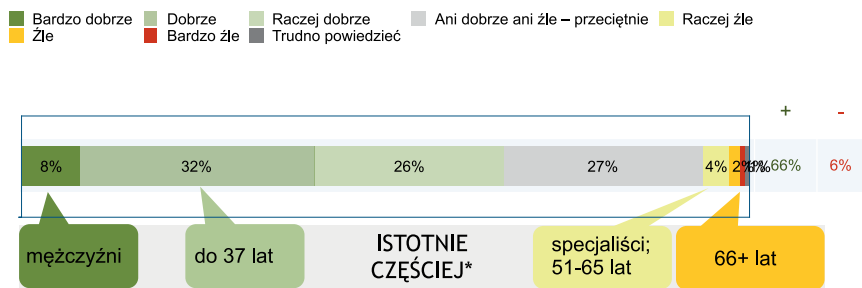 Bardzo dobrze Dobrze Raczej dobrze Ani dobrze ani źle – przeciętnie Raczej źle
Źle Bardzo źle Trudno powiedzieć
+ -
8% 32% 26% 27% 4% 2% 66% 6%
mężczyźni
do 37 lat
ISTOTNIE
CZĘŚCIEJ*
specjaliści;
51-65 lat
66+ lat